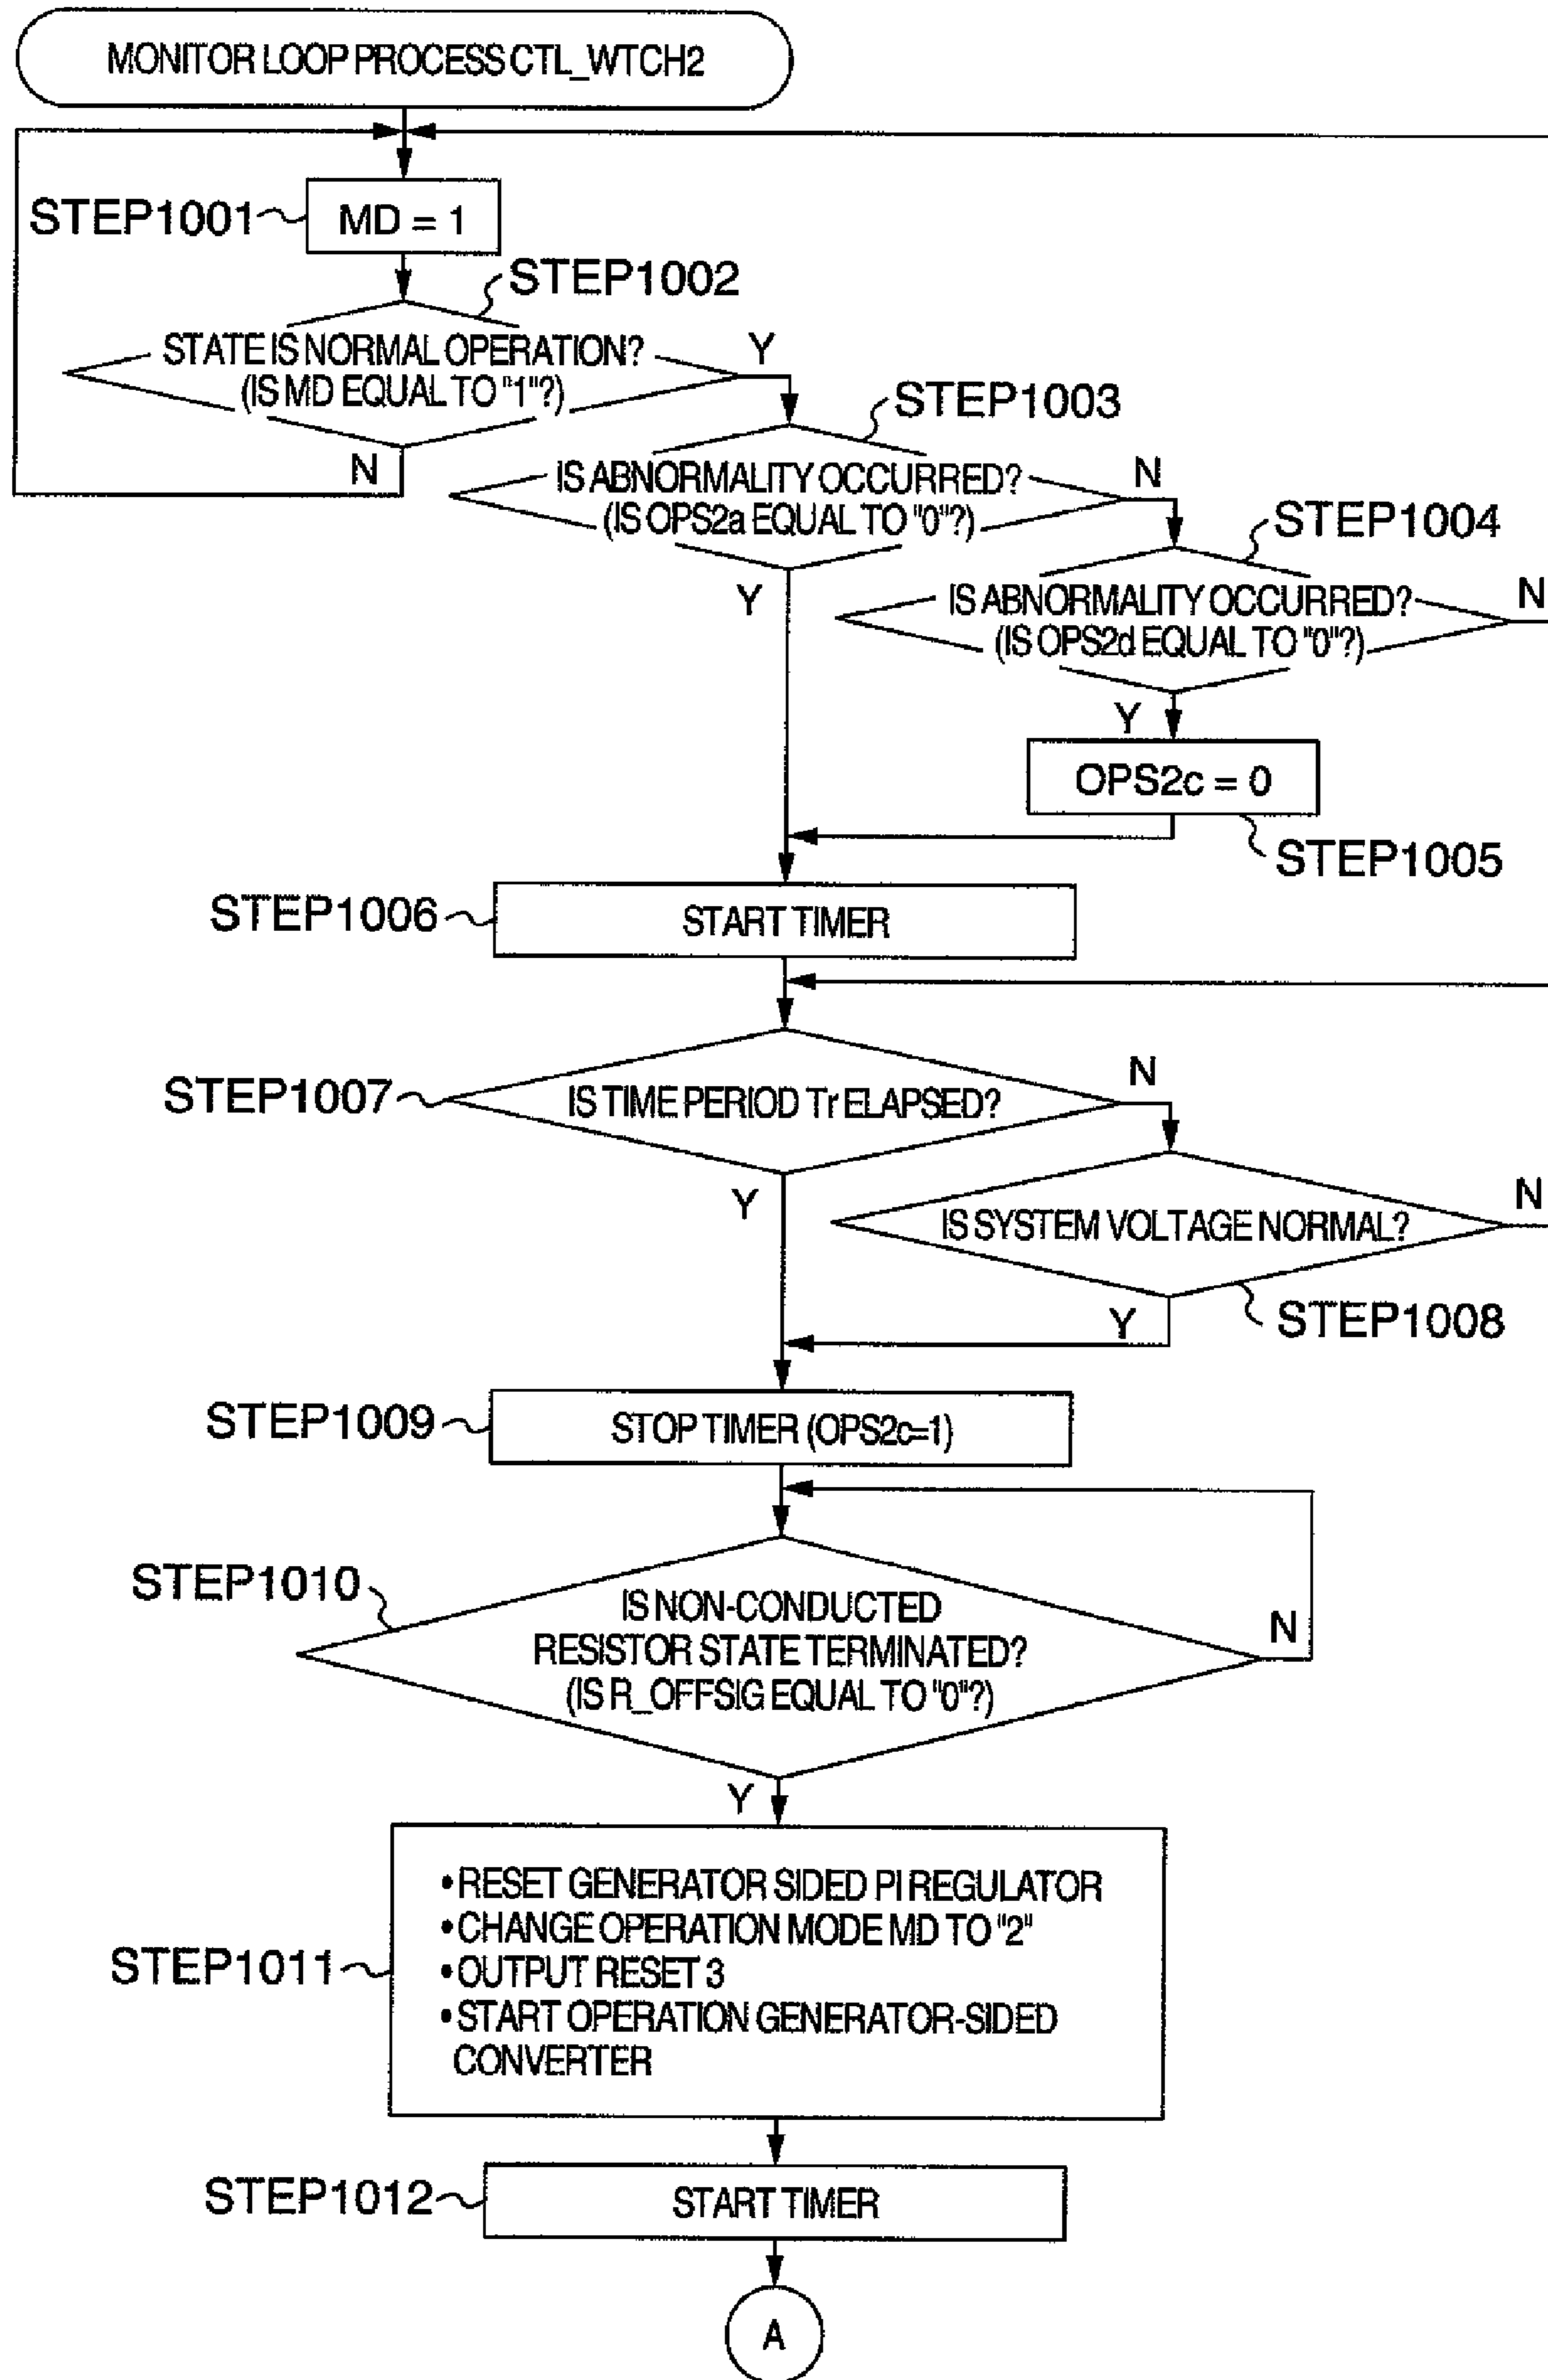 MONITOR LOOP PROCESS CTL_WTCH2
STEP1001
MD = 1
STEP1002
STATE IS NORMAL OPERATION?
(IS MD EQUAL TO "1"?)
Y
N
STEP1003
IS ABNORMALITY OCCURRED?
(IS OPS2a EQUAL TO "0"?)
N
Y
STEP1004
IS ABNORMALITY OCCURRED?
(IS OPS2d EQUAL TO "0"?)
N
Y
OPS2c = 0
STEP1005
STEP1006
START TIMER
STEP1007
IS TIME PERIOD Tr ELAPSED?
N
Y
IS SYSTEM VOLTAGE NORMAL?
N
Y
STEP1008
STEP1009
STOP TIMER (OPS2c=1)
STEP1010
IS NON-CONDUCTED
RESISTOR STATE TERMINATED?
(IS R_OFFSIG EQUAL TO "0"?)
N
Y
STEP1011
• RESET GENERATOR SIDED PI REGULATOR
• CHANGE OPERATION MODE MD TO "2"
• OUTPUT RESET 3
• START OPERATION GENERATOR-SIDED
CONVERTER
STEP1012
START TIMER
A